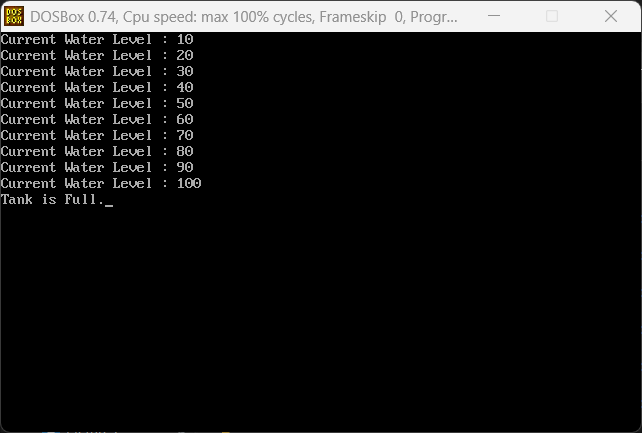 DOS
BOX
DOSBox 0.74, Cpu speed: max 100% cycles, Frameskip 0, Progr...
Current Water Level : 10
Current Water Level : 20
Current Water Level : 30
Current Water Level : 40
Current Water Level : 50
Current Water Level : 60
Current Water Level : 70
Current Water Level : 80
Current Water Level : 90
Current Water Level : 100
Tank is Full._